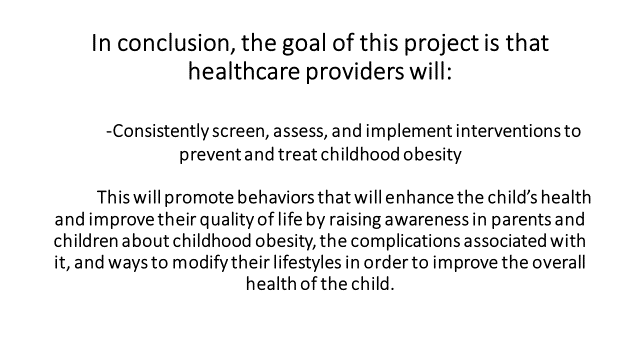 In conclusion, the goal of this project is that
healthcare providers will:
-Consistently screen, assess, and implement interventions to
prevent and treat childhood obesity
This will promote behaviors that will enhance the child’s health
and improve their quality of life by raising awareness in parents and
children about childhood obesity, the complications associated with
it, and ways to modify their lifestyles in order to improve the overall
health of the child.